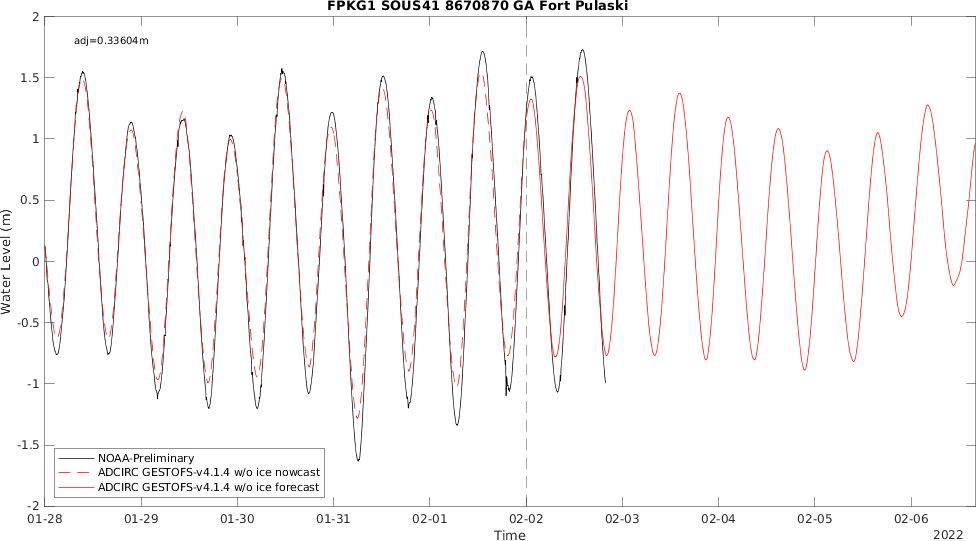 FPKG1 SOUS41 8670870 GA Fort Pulaski
adj=0.33604m
2
1.5
1
0.5
0
-0.5
-1
-1.5
-2
Water Level (m)
NOAA-Preliminary
ADCIRC GESTOFS-v4.1.4 w/o ice nowcast
ADCIRC GESTOFS-v4.1.4 w/o ice forecast
01-28 01-29 01-30 01-31 02-01 02-02 02-03 02-04 02-05 02-06
Time
2022